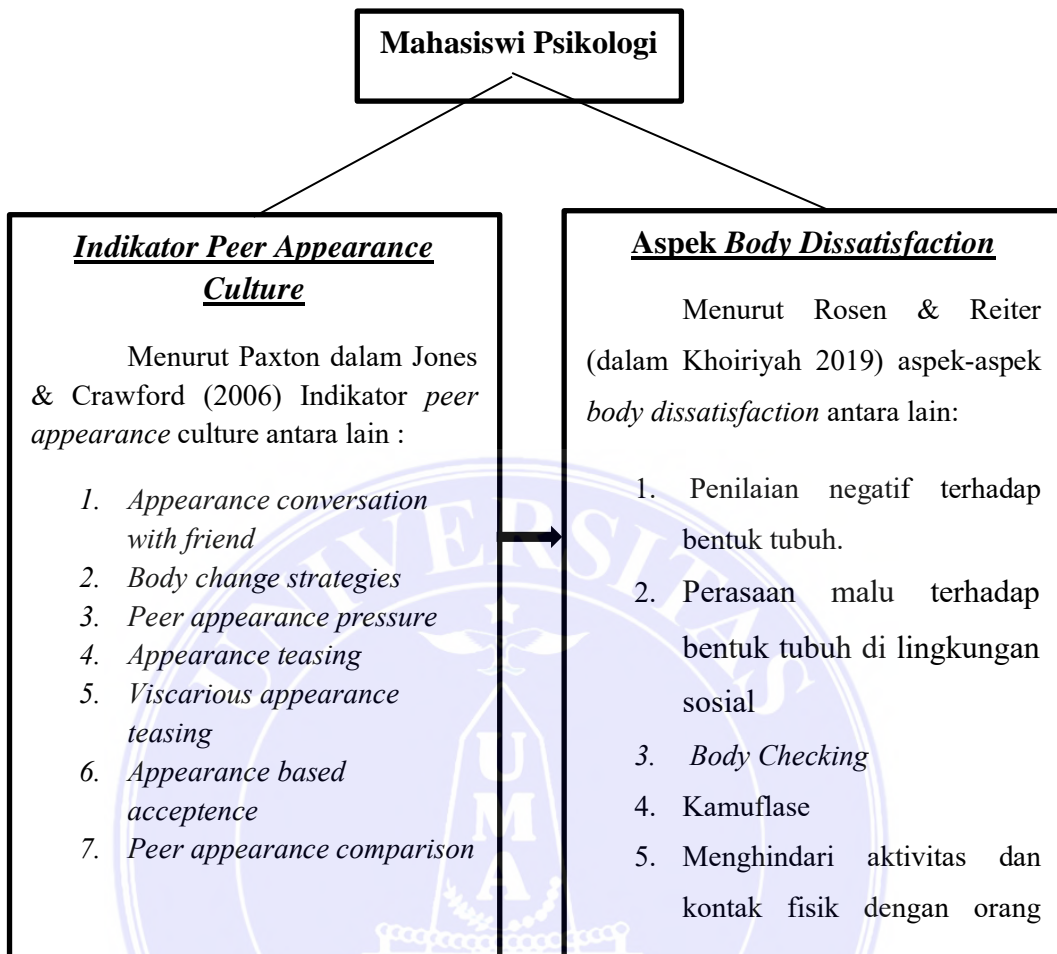 Mahasiswi Psikologi
Indikator Peer Appearance
Culture
Menurut Paxton dalam Jones
& Crawford (2006) Indikator peer
appearance culture antara lain :
1. Appearance conversation
with friend
2. Body change strategies
3. Peer appearance pressure
4. Appearance teasing
5. Viscarious appearance
teasing
6. Appearance based
acceptence
7. Peer appearance comparison
Aspek Body Dissatisfaction
Menurut Rosen & Reiter
(dalam Khoiriyah 2019) aspek-aspek
body dissatisfaction antara lain:
1. Penilaian negatif terhadap
bentuk tubuh.
2. Perasaan malu terhadap
bentuk tubuh di lingkungan
sosial
3. Body Checking
4. Kamuflase
5. Menghindari aktivitas dan
kontak fisik dengan orang
UNIVERSITAS
UMA